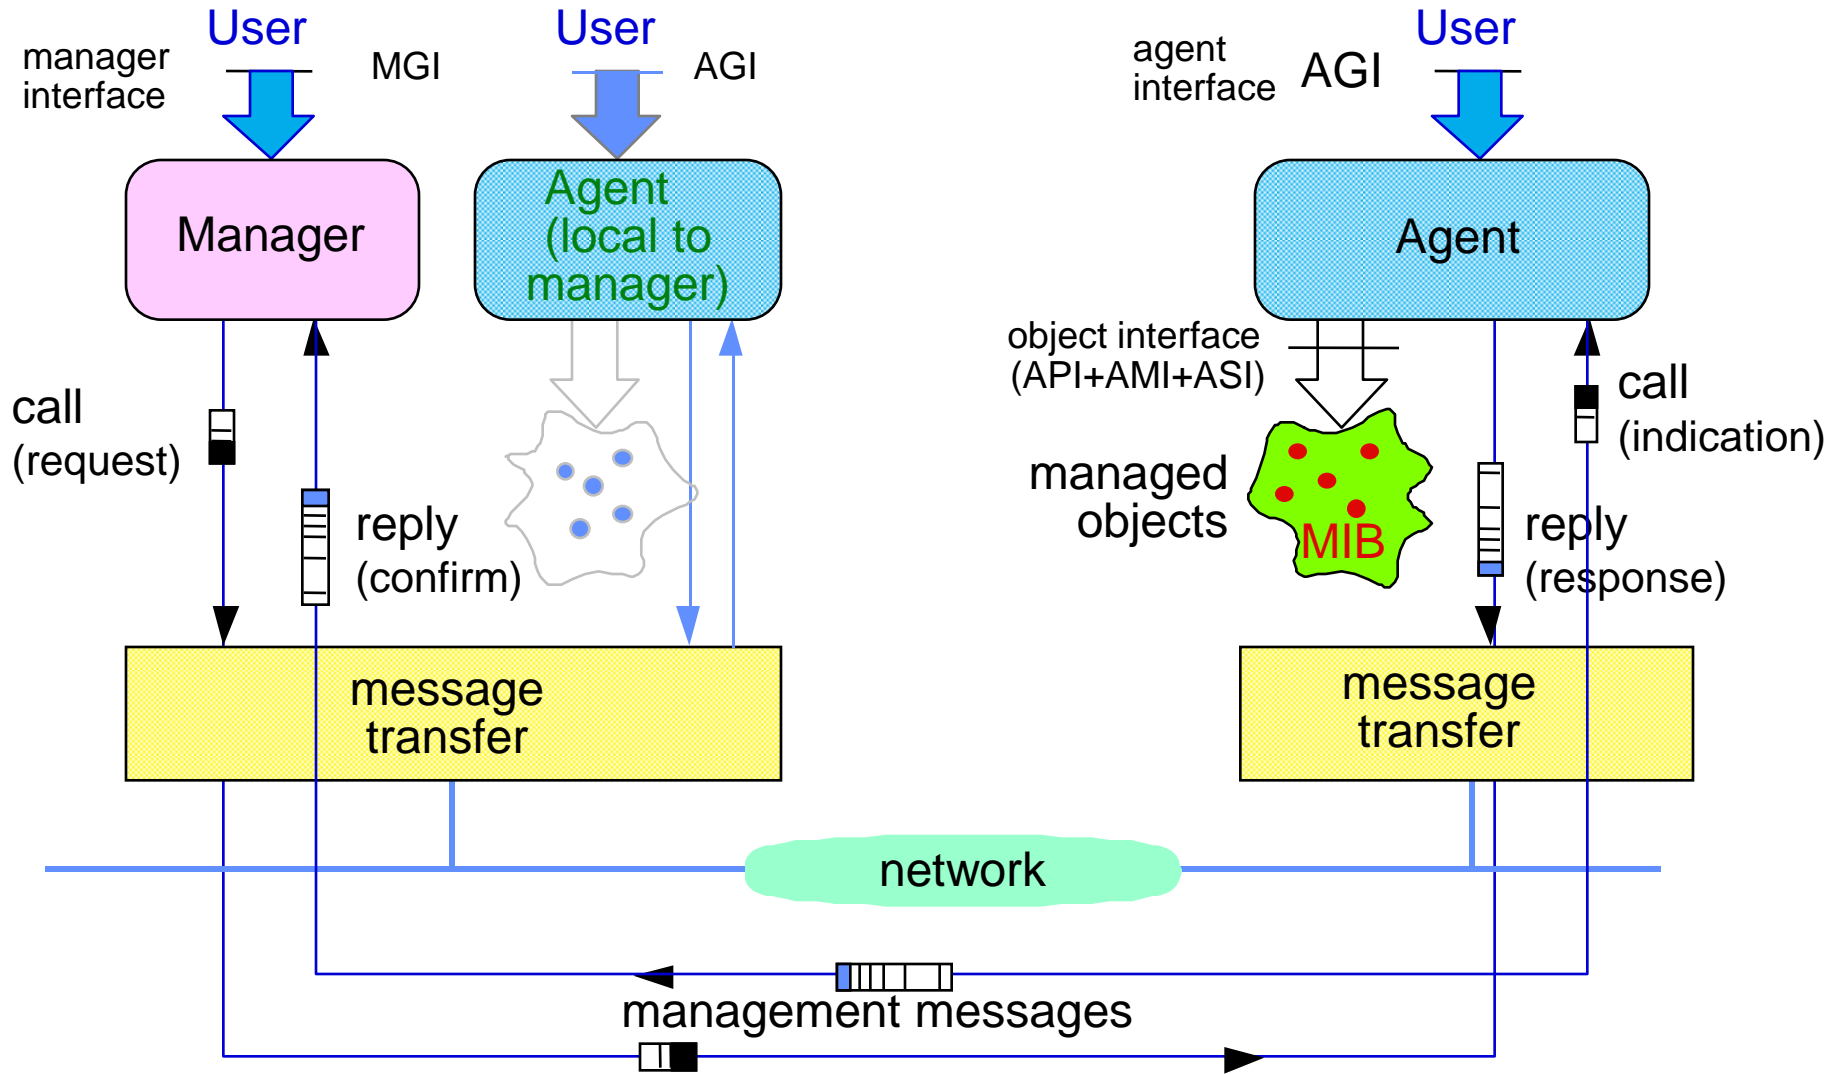 User
User
User
manager
interface
MGI
AGI
agent
interface
AGI
Manager
Agent
(local to
manager)
Agent
object interface
(API+AMI+ASI)
call
(request)
call
(indication)
managed
objects
MIB
reply
(confirm)
reply
(response)
message
transfer
message
transfer
network
management messages